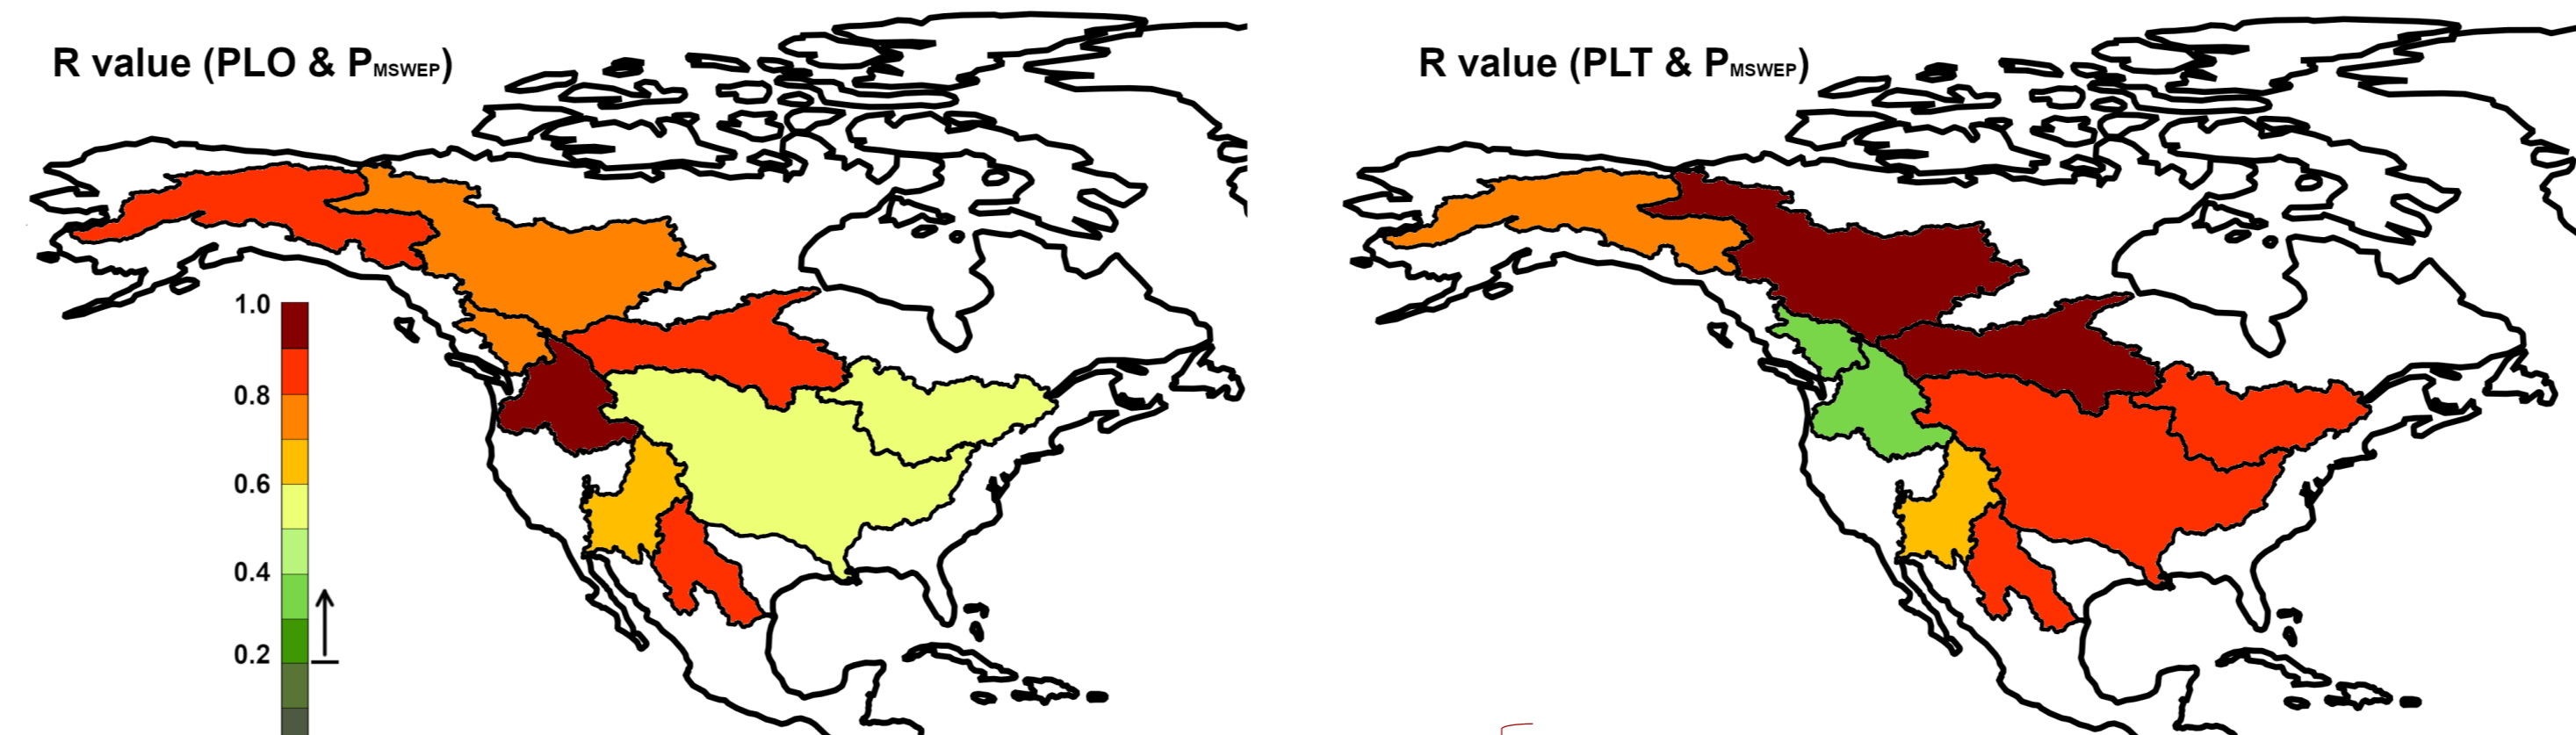 R value (PLO & PMSWEP)
R value (PLT & PMSWEP)
1.0
0.8
0.6
0.4
0.2